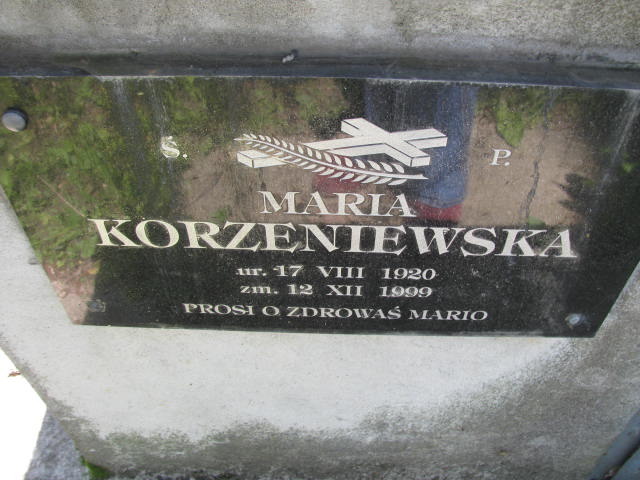 Ś. P.
MARIA
KORZENIEWSKA
ur. 17 VIII 1920
zm. 12 XII 1999
PROSI O ZDROWAŚ MARIO